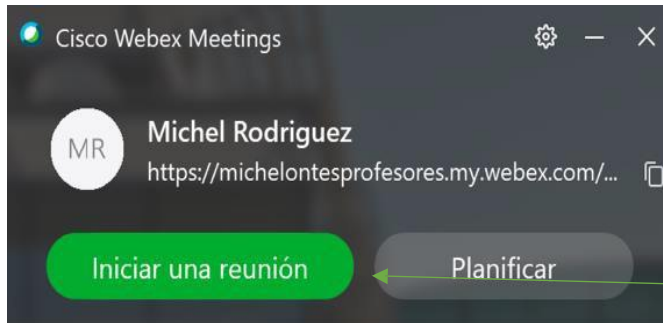 Cisco Webex Meetings
MR
Michel Rodriguez
https://michelontesprofesores.my.webex.com/...
Iniciar una reunión
Planificar